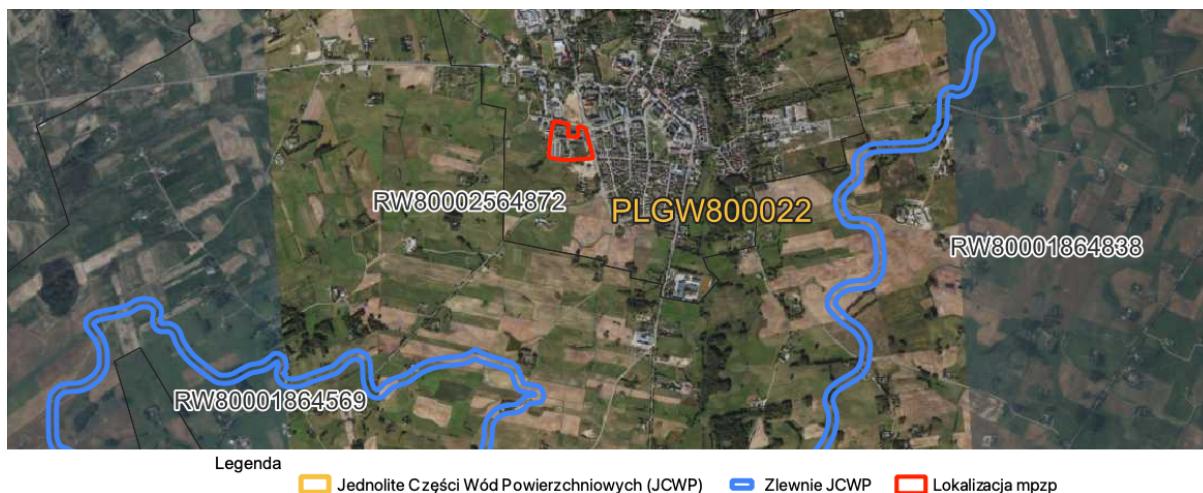 RW80002564872
PLGW800022
RW80001864838
RW80001864569
Legenda
Jednolite Części Wód Powierzchniowych (JCWP) Zlewnie JCWP Lokalizacja mpzp